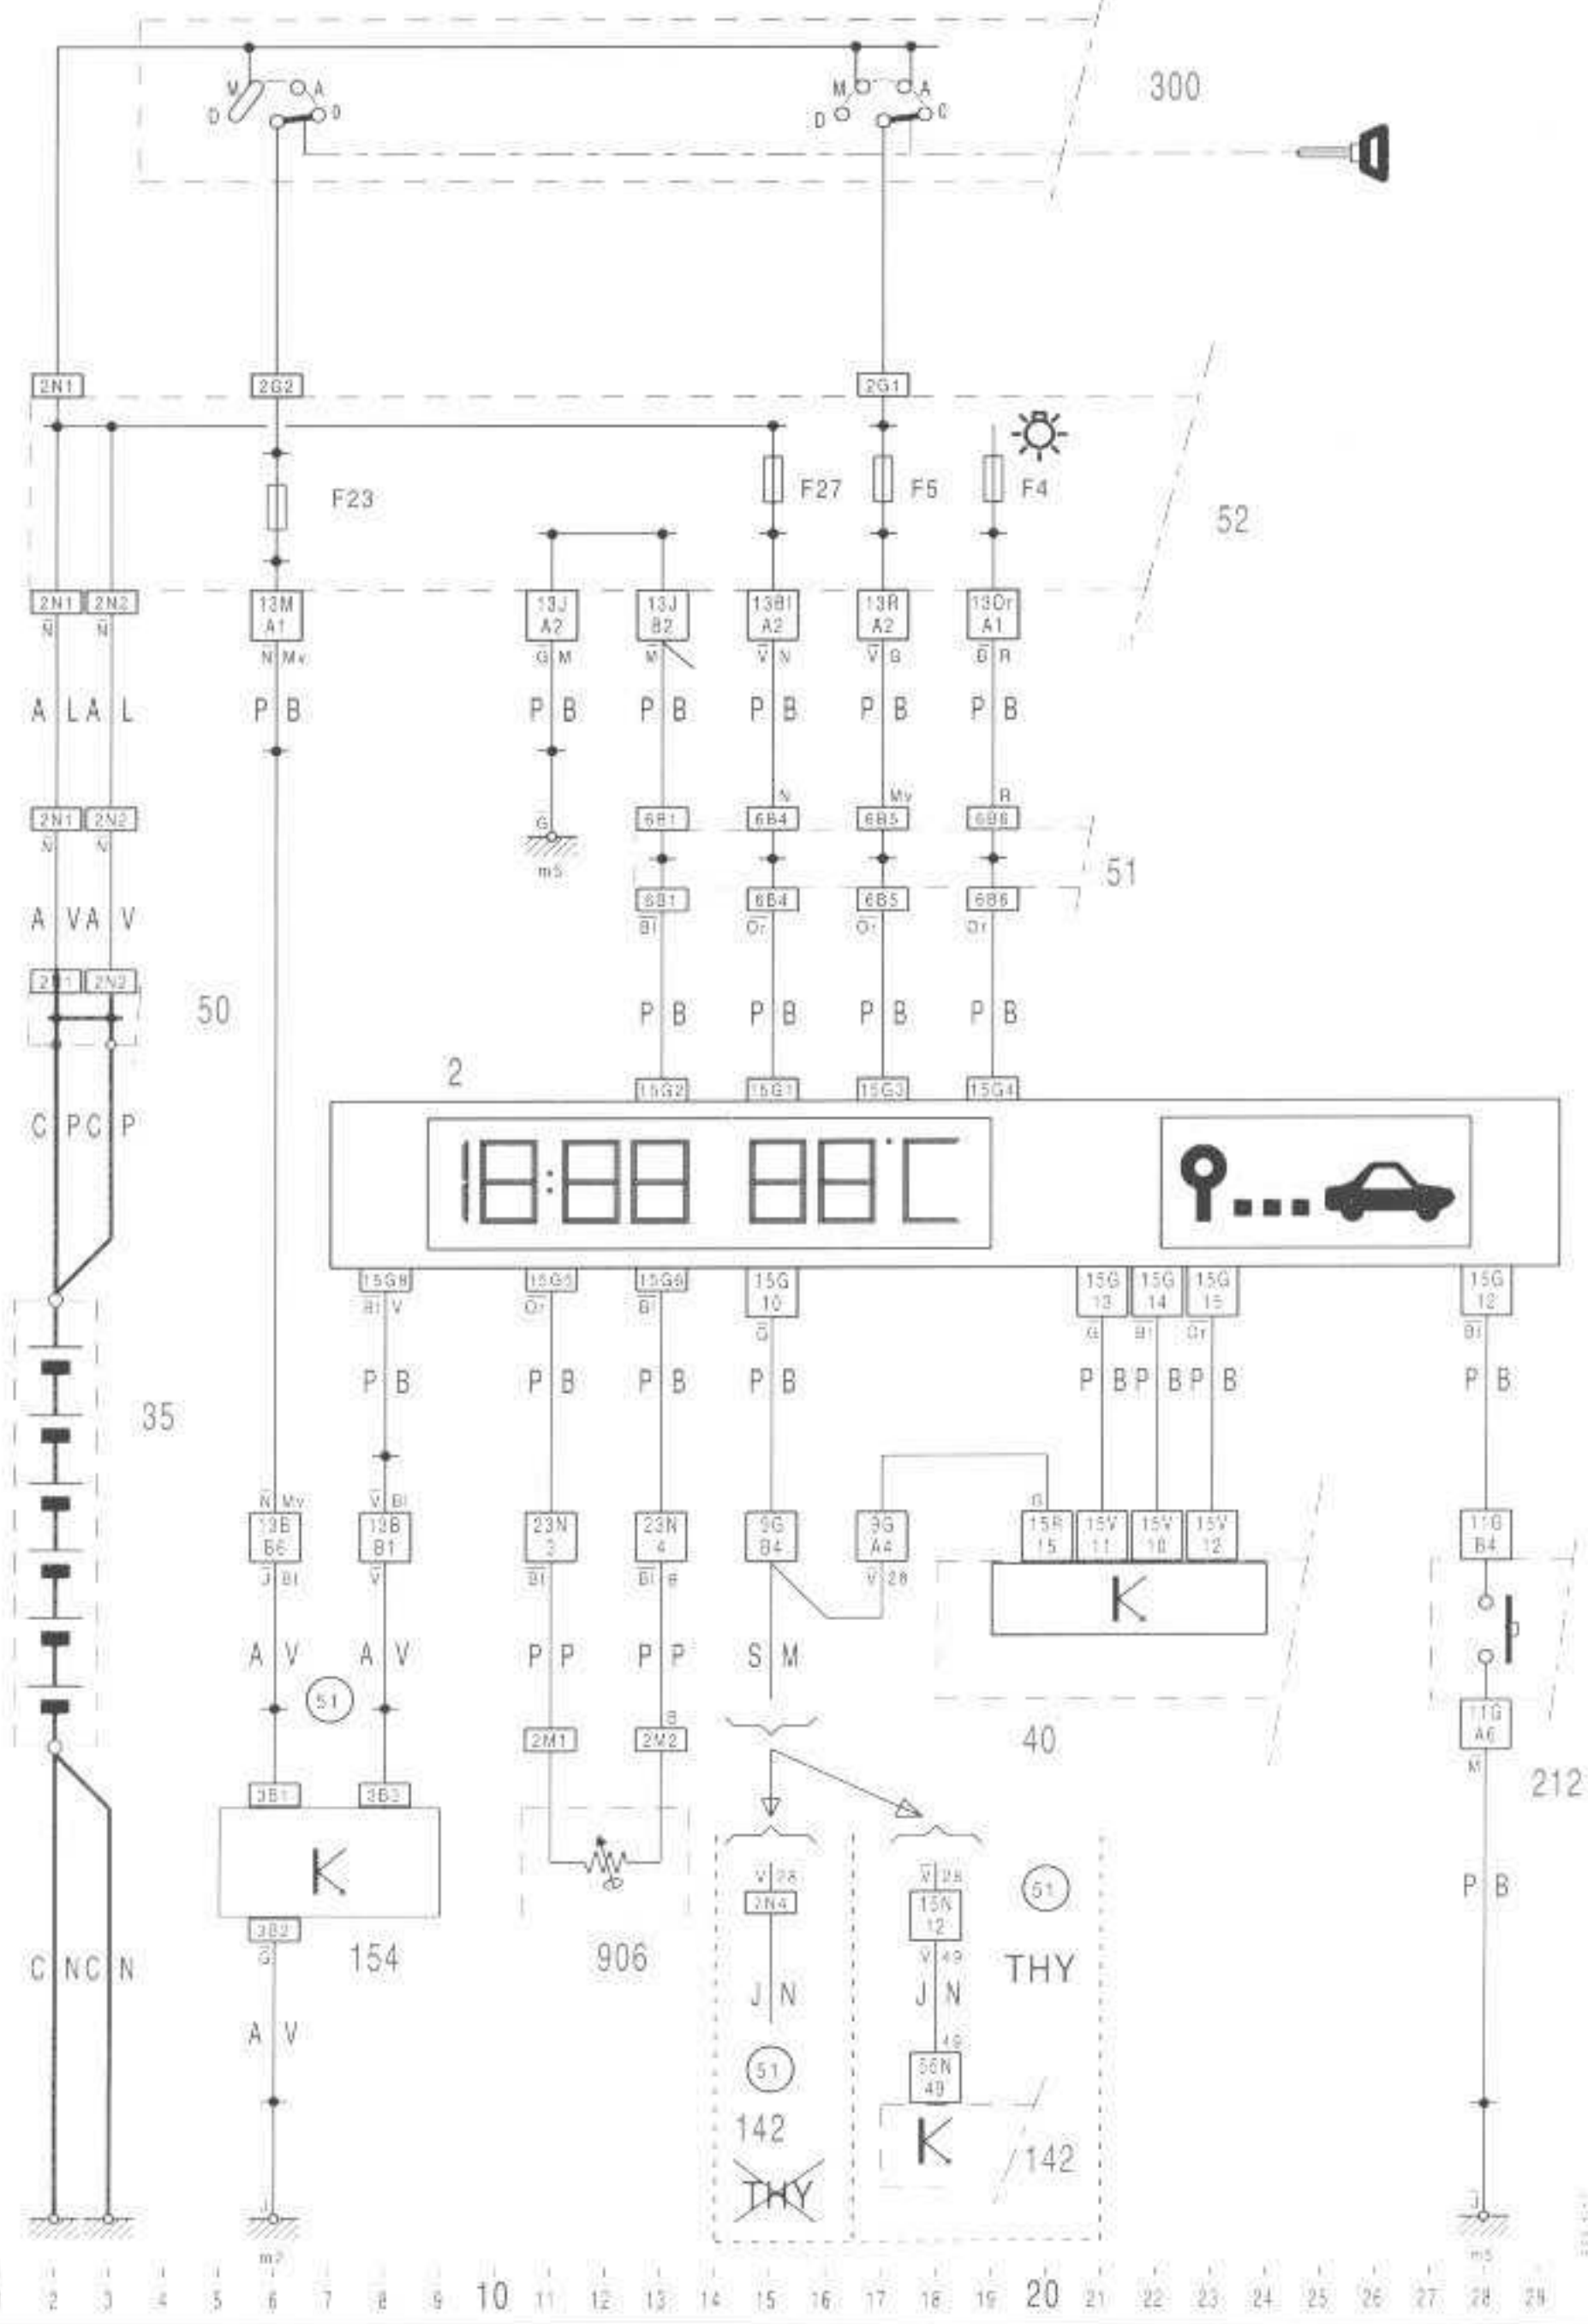 300
M A
D D
M A
D C
2N1 2G2 2G1
F23 F27 F5 F4
52
2N1 2N2 13M A1 13J A2 13J B2 13Bl A2 13R A2 13Or A1
N N N Mv G M M V N V B B R
A L A L P B P B P B P B P B P B
N Mv R
2N1 2N2 6B1 6B4 6B5 6B6
N N G
m5
51
6B1 6B4 6B5 6B6
Bl Or Or Or
A V A V
2N1 2N2
50
P B P B P B P B
2
15G2 15G1 15G3 15G4
C P C P
18:88 88°C
15G8 15G5 15G6 15G 10 15G 13 15G 14 15G 15 15G 12
Bl V Or Bl G G Bl Or Bl
P B P B P B P B P B P B P B P B
35
N Mv V Bl G
13B B6 13B B1 23N 3 23N 4 9G B4 9G A4 15R 15 15V 11 15V 10 15V 12 11G B4
J Bl V Bl Bl B V 28
K
A V A V P P P P S M
51
B
2M1 2M2
40
11G A6
M
212
3B1 3B3
K
3B2
G
154
906
V 28
2N4
J N
51
142
THY
V 28
15N 12
V 49
J N
49
55N 49
K
142
51
THY
C N C N
A V
P B
J J
m2 m5
2 3 4 5 6 7 8 9 10 11 12 13 14 15 16 17 18 19 20 21 22 23 24 25 26 27 28 29